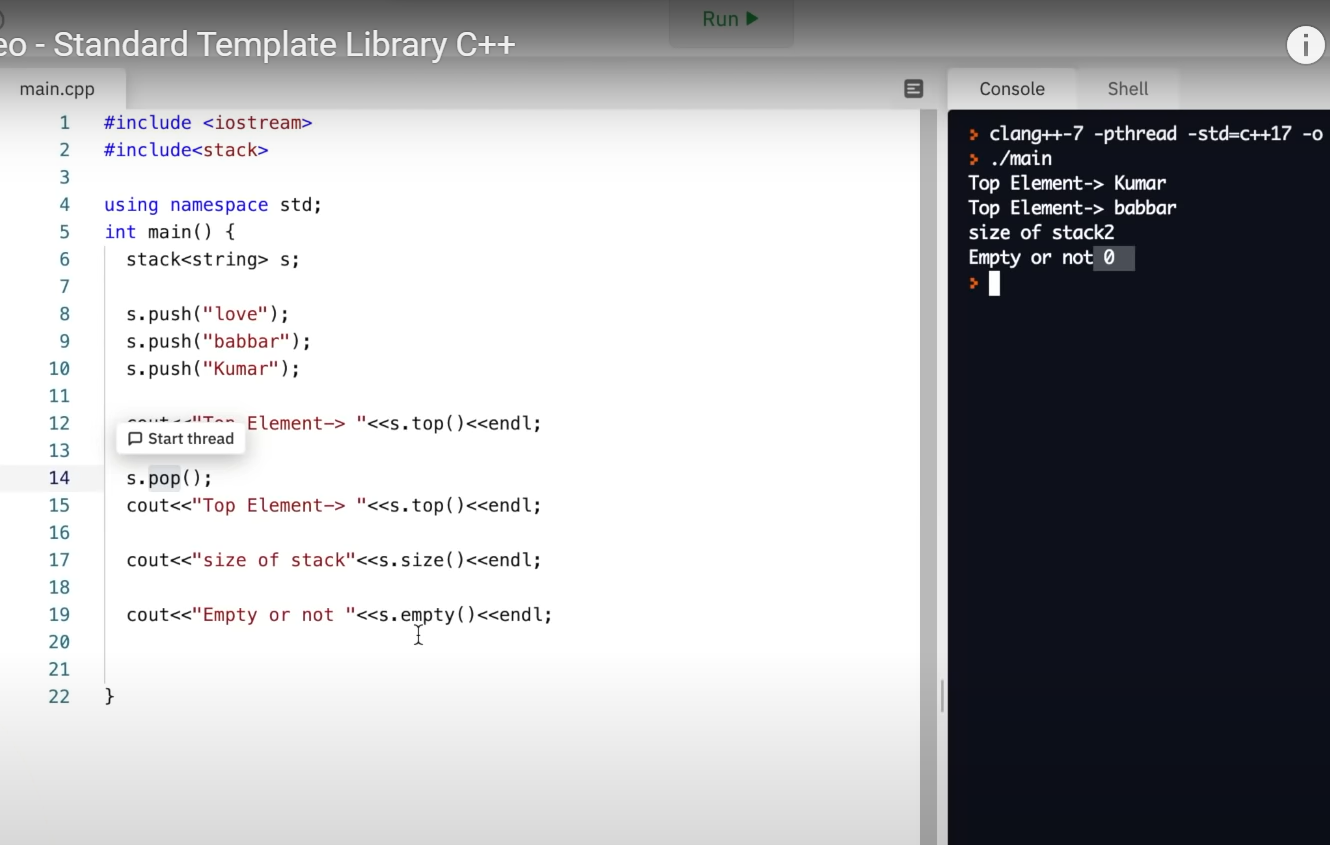 Run
eo - Standard Template Library C++
main.cpp
1 #include <iostream>
2 #include<stack>
3
4 using namespace std;
5 int main() {
6 stack<string> s;
7
8 s.push("love");
9 s.push("babbar");
10 s.push("Kumar");
11
12 cout<<"Top Element-> "<<s.top()<<endl;
Start thread
13
14 s.pop();
15 cout<<"Top Element-> "<<s.top()<<endl;
16
17 cout<<"size of stack"<<s.size()<<endl;
18
19 cout<<"Empty or not "<<s.empty()<<endl;
20
21
22 }
Console Shell
clang++-7 -pthread -std=c++17 -o
./main
Top Element-> Kumar
Top Element-> babbar
size of stack2
Empty or not 0